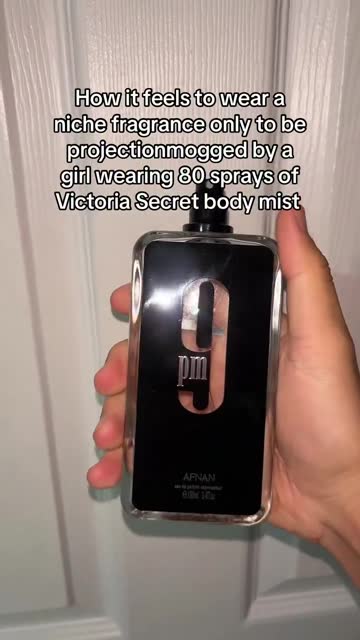 How it feels to wear a
niche fragrance only to be
projectionmogged by a
girl wearing 80 sprays of
Victoria Secret body mist
9
pm
AFNAN